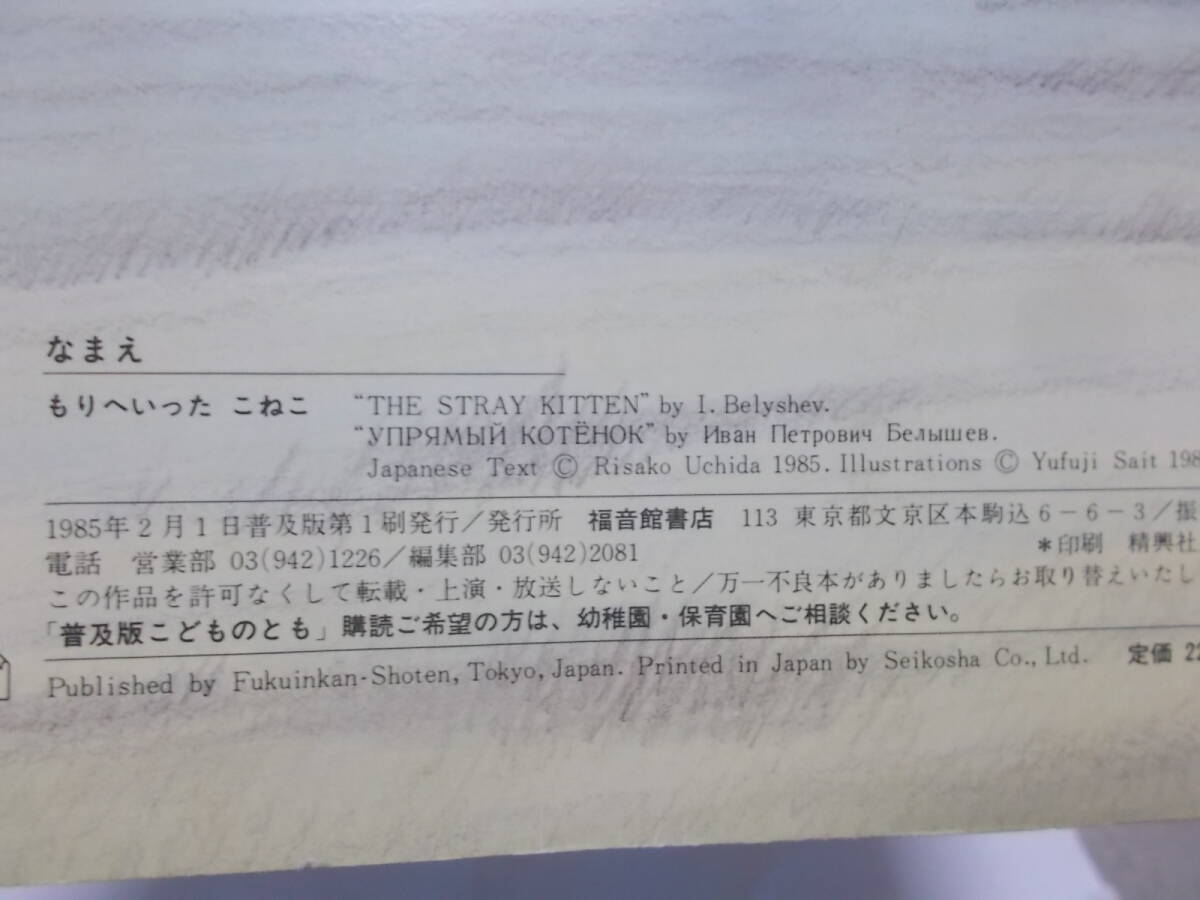 なまえ
もりへいった こねこ “THE STRAY KITTEN” by I. Belyshev.
“УПРЯМЫЙ КОТЁНОК” by Иван Петрович Белышев.
Japanese Text © Risako Uchida 1985. Illustrations © Yufuji Sait 198
1985年2月1日普及版第1刷発行／発行所 福音館書店 113 東京都文京区本駒込6－6－3／振
電話 営業部 03(942)1226／編集部 03(942)2081 ＊印刷 精興社
この作品を許可なくして転載・上演・放送しないこと／万一不良本がありましたらお取り替えいたし
「普及版こどものとも」購読ご希望の方は、幼稚園・保育園へご相談ください。
Published by Fukuinkan-Shoten, Tokyo, Japan. Printed in Japan by Seikosha Co., Ltd. 定価 22